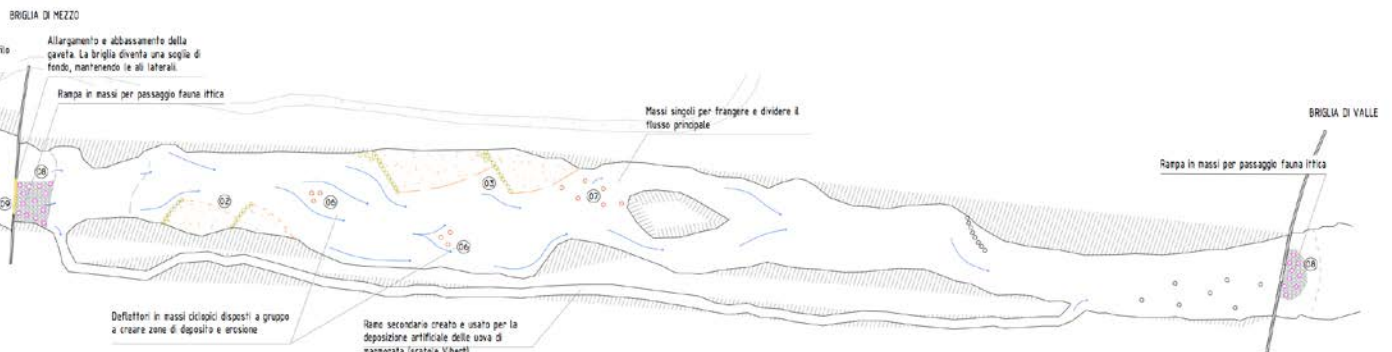 BRIGLIA DI MEZZO
Allargamento e abbassamento della
gaveta. La briglia diventa una soglia di
fondo, mantenendo le ali laterali.
Rampa in massi per passaggio fauna ittica
Massi singoli per frangere e dividere il
flusso principale
BRIGLIA DI VALLE
Rampa in massi per passaggio fauna ittica
08
09
02
06
03
07
06
08
Deflettori in massi ciclopici disposti a gruppo
a creare zone di deposito e erosione
Ramo secondario creato e usato per la
deposizione artificiale delle uova di
marmorata (scatole Vibert)